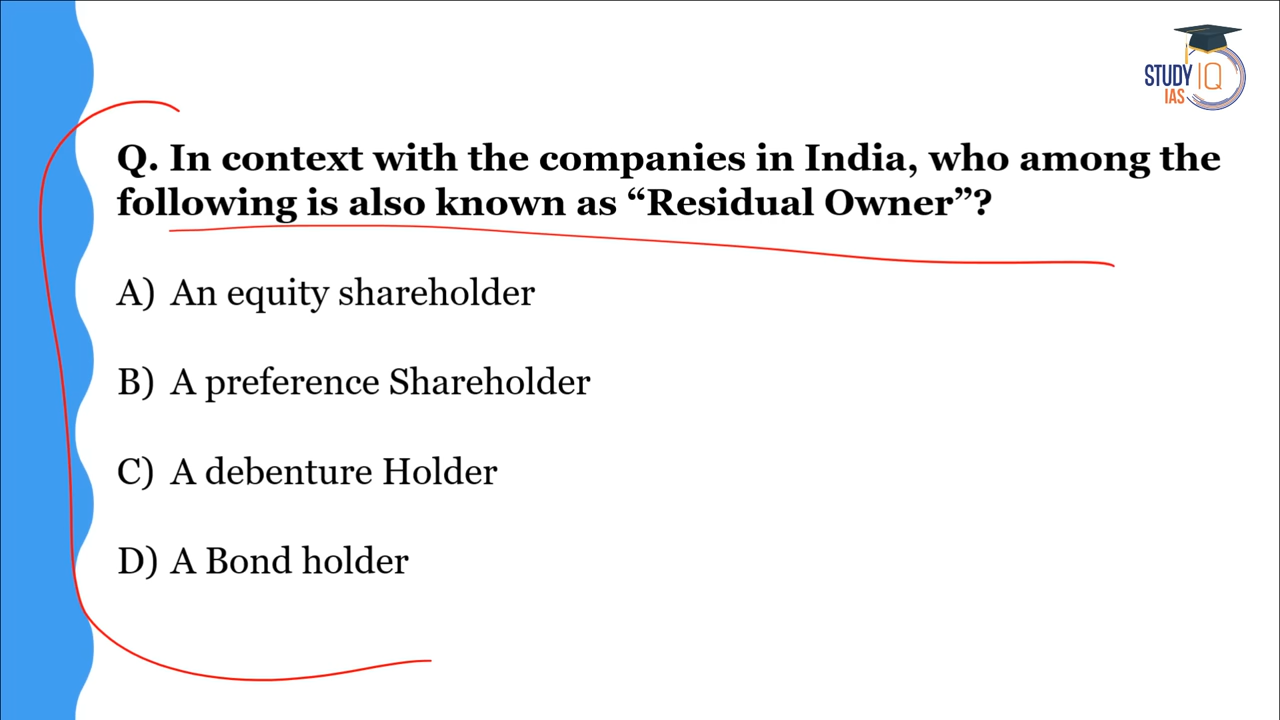 STUDY IQ
IAS
Q. In context with the companies in India, who among the
following is also known as “Residual Owner”?
A) An equity shareholder
B) A preference Shareholder
C) A debenture Holder
D) A Bond holder